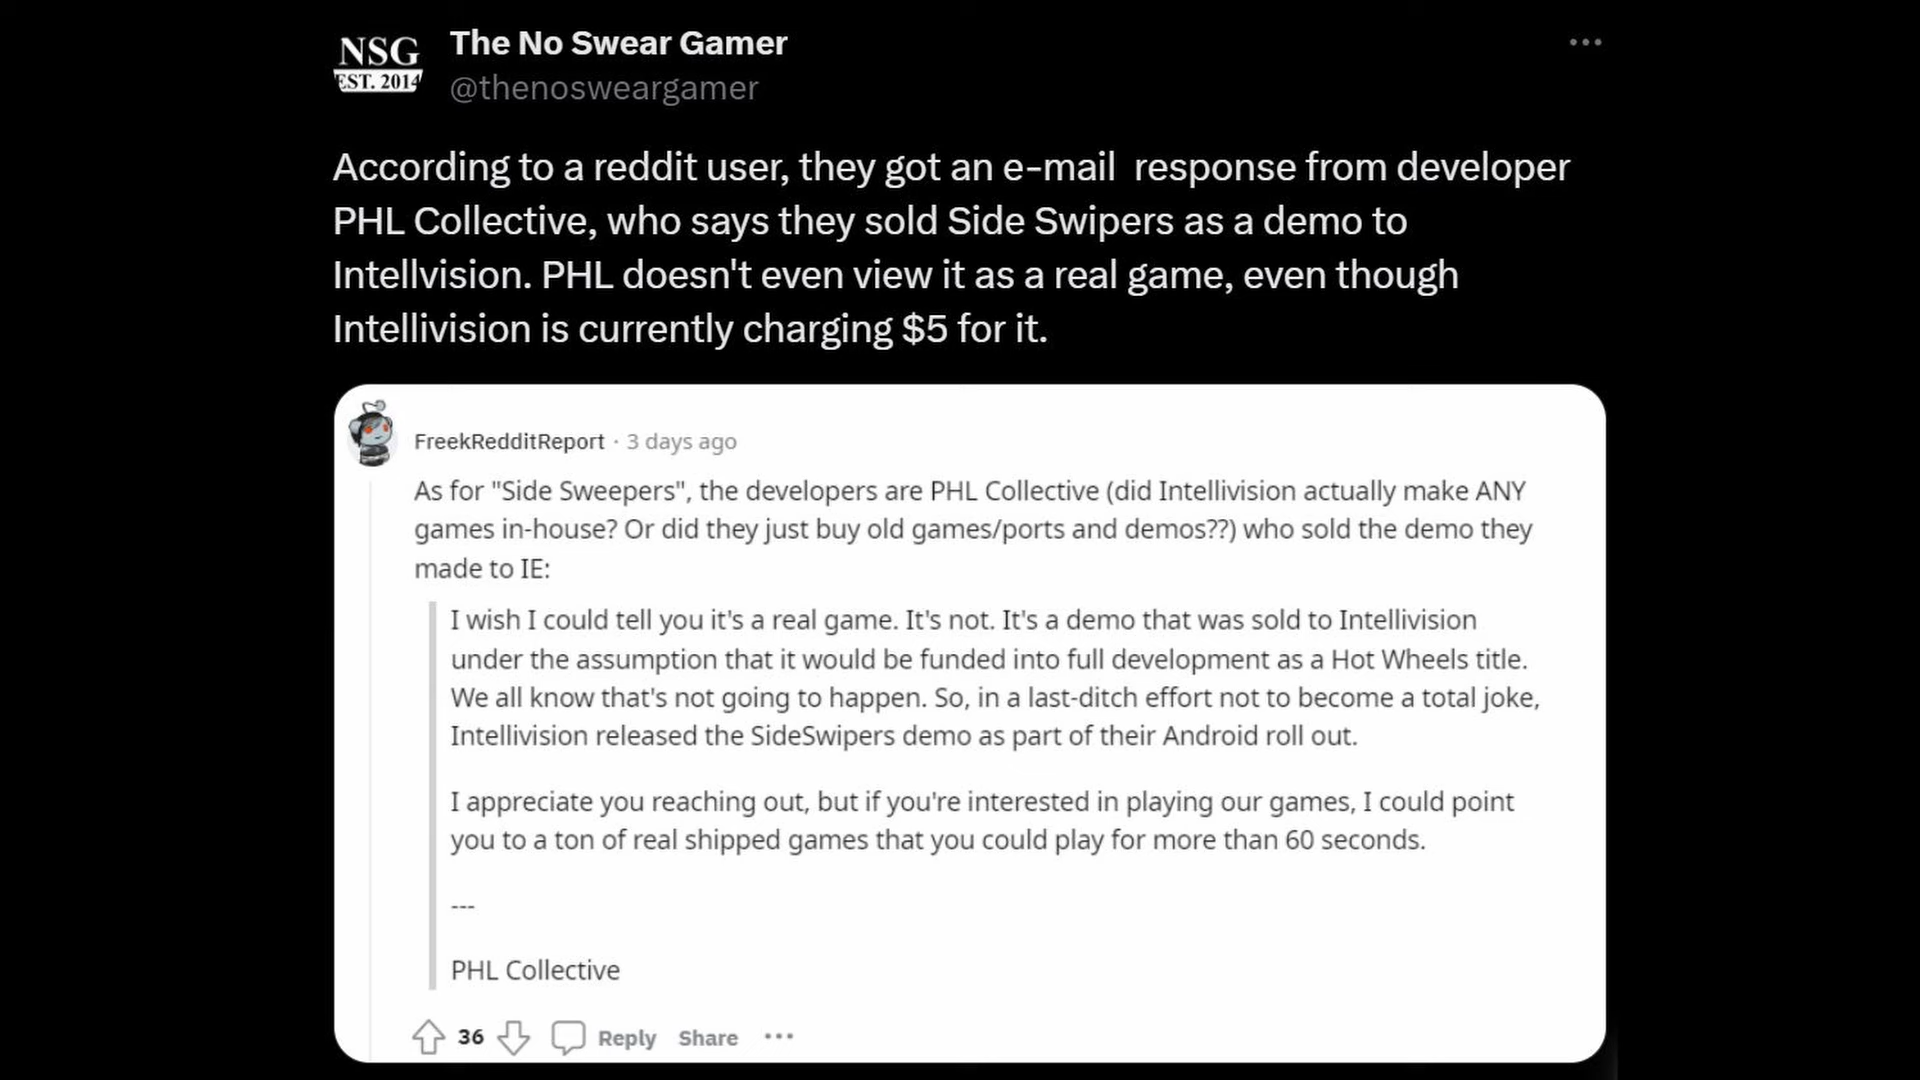 NSG
EST. 2014
The No Swear Gamer
@thenosweargamer
According to a reddit user, they got an e-mail  response from developer
PHL Collective, who says they sold Side Swipers as a demo to
Intellvision. PHL doesn't even view it as a real game, even though
Intellivision is currently charging $5 for it.
FreekRedditReport · 3 days ago
As for "Side Sweepers", the developers are PHL Collective (did Intellivision actually make ANY
games in-house? Or did they just buy old games/ports and demos??) who sold the demo they
made to IE:
I wish I could tell you it's a real game. It's not. It's a demo that was sold to Intellivision
under the assumption that it would be funded into full development as a Hot Wheels title.
We all know that's not going to happen. So, in a last-ditch effort not to become a total joke,
Intellivision released the SideSwipers demo as part of their Android roll out.
I appreciate you reaching out, but if you're interested in playing our games, I could point
you to a ton of real shipped games that you could play for more than 60 seconds.
---
PHL Collective
36 Reply Share